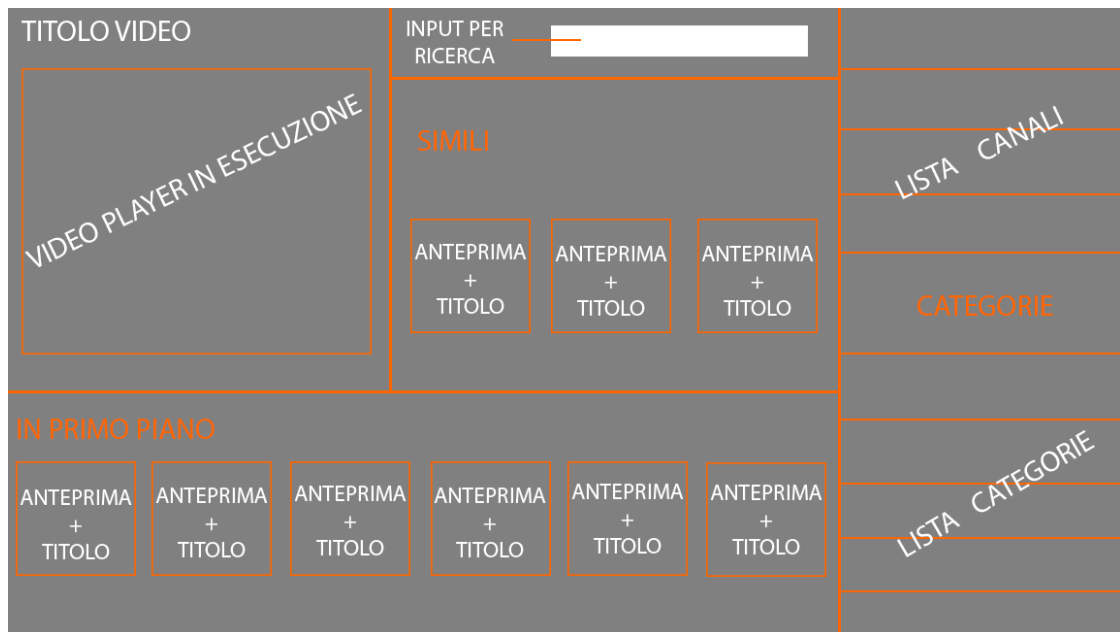 TITOLO VIDEO
VIDEO PLAYER IN ESECUZIONE
INPUT PER
RICERCA
SIMILI
ANTEPRIMA
+
TITOLO
ANTEPRIMA
+
TITOLO
ANTEPRIMA
+
TITOLO
LISTA CANALI
CATEGORIE
LISTA CATEGORIE
IN PRIMO PIANO
ANTEPRIMA
+
TITOLO
ANTEPRIMA
+
TITOLO
ANTEPRIMA
+
TITOLO
ANTEPRIMA
+
TITOLO
ANTEPRIMA
+
TITOLO
ANTEPRIMA
+
TITOLO